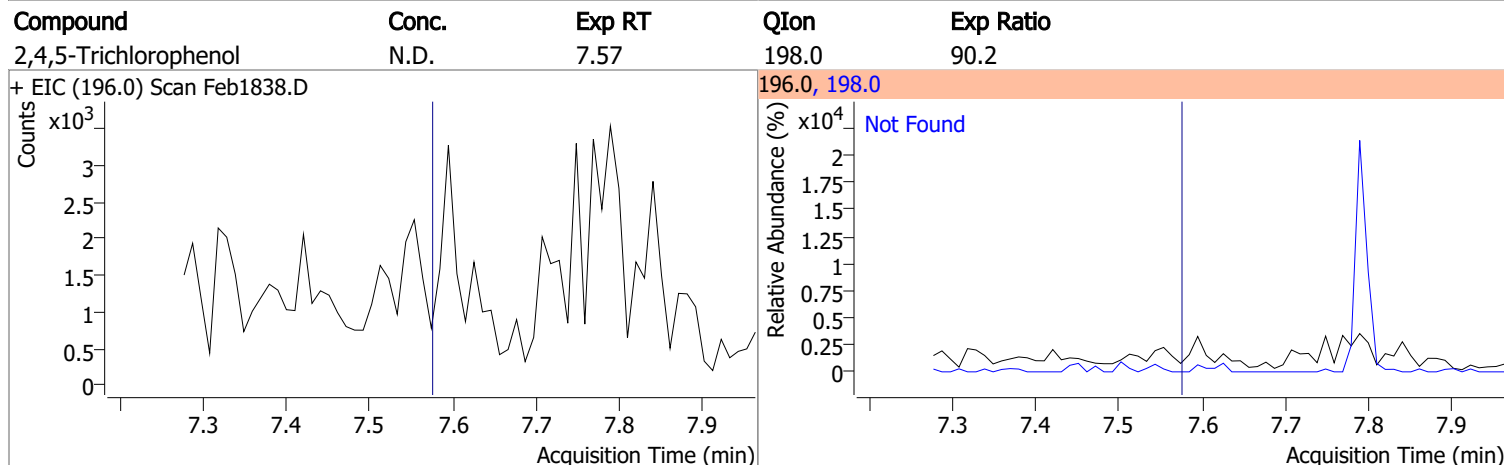 Compound Conc. Exp RT QIon Exp Ratio
2,4,5-Trichlorophenol N.D. 7.57 198.0 90.2
+ EIC (196.0) Scan Feb1838.D
Counts
x10³
3
2.5
2
1.5
1
0.5
0
7.3 7.4 7.5 7.6 7.7 7.8 7.9
Acquisition Time (min)
196.0, 198.0
Relative Abundance (%)
x10⁴
Not Found
2
1.75
1.5
1.25
1
0.75
0.5
0.25
0
7.3 7.4 7.5 7.6 7.7 7.8 7.9
Acquisition Time (min)